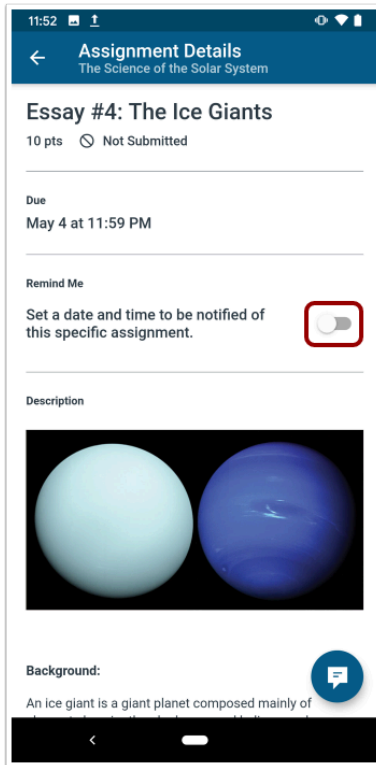 11:52
Assignment Details
The Science of the Solar System
Essay #4: The Ice Giants
10 pts Not Submitted
Due
May 4 at 11:59 PM
Remind Me
Set a date and time to be notified of
this specific assignment.
Description
Background:
An ice giant is a giant planet composed mainly of